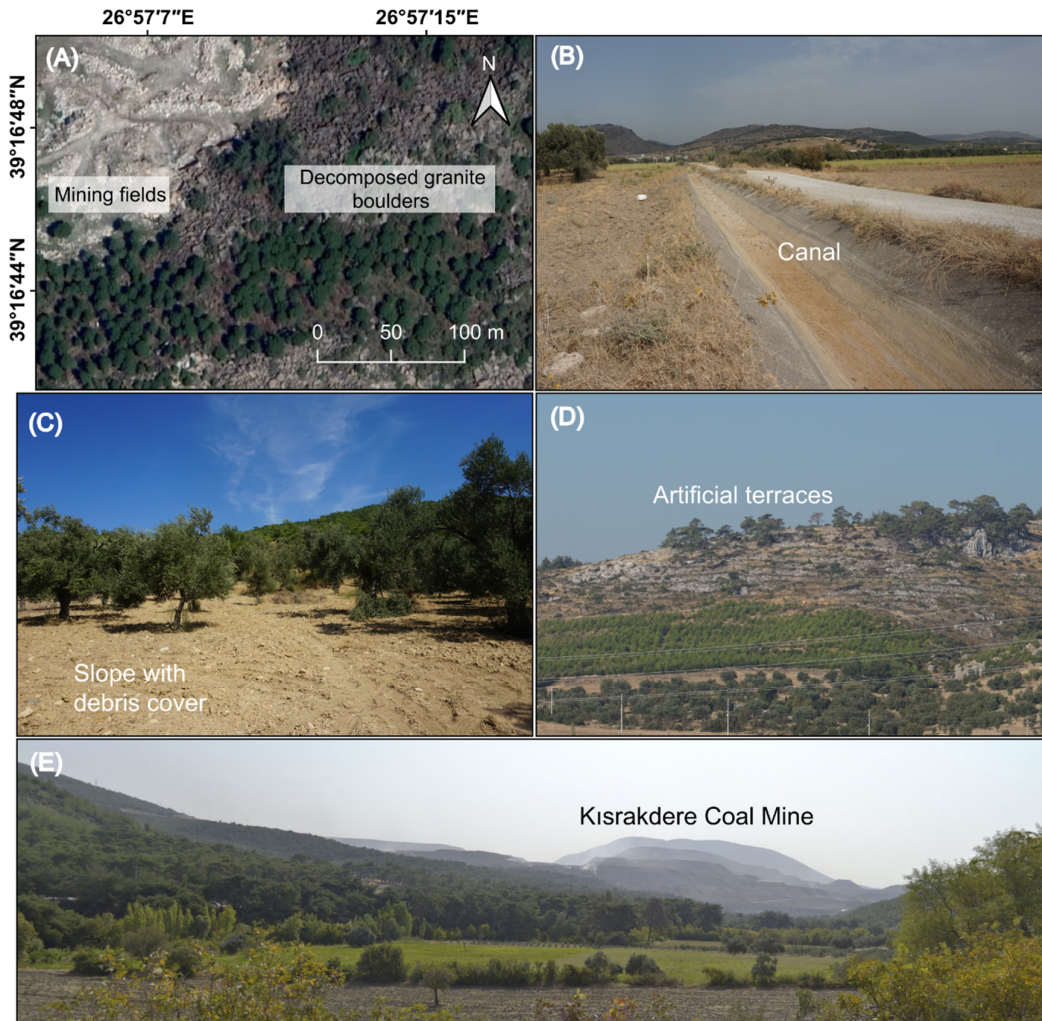 26°57′7″E
26°57′15″E
39°16′48″N
39°16′44″N
(A)
N
Mining fields
Decomposed granite
boulders
0
50
100 m
(B)
Canal
(C)
Slope with
debris cover
(D)
Artificial terraces
(E)
Kısrakdere Coal Mine